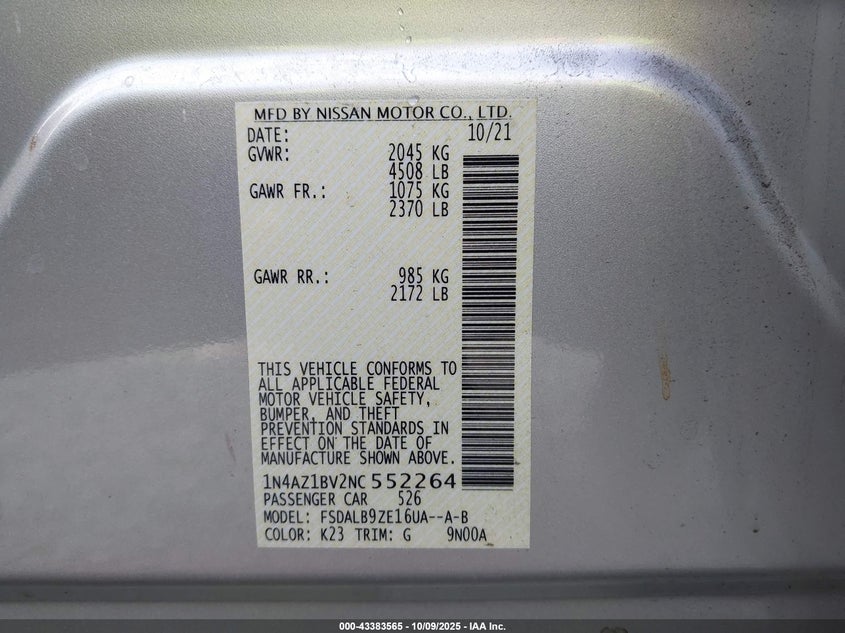 MFD BY NISSAN MOTOR CO., LTD.
DATE: 10/21
GVWR: 2045 KG
4508 LB
GAWR FR.: 1075 KG
2370 LB
GAWR RR.: 985 KG
2172 LB
THIS VEHICLE CONFORMS TO
ALL APPLICABLE FEDERAL
MOTOR VEHICLE SAFETY,
BUMPER, AND THEFT
PREVENTION STANDARDS IN
EFFECT ON THE DATE OF
MANUFACTURE SHOWN ABOVE.
1N4AZ1BV2NC552264
PASSENGER CAR 526
MODEL: FSDALB9ZE16UA--A-B
COLOR: K23 TRIM: G 9N00A
000-43383565 - 10/09/2025 - IAA Inc.